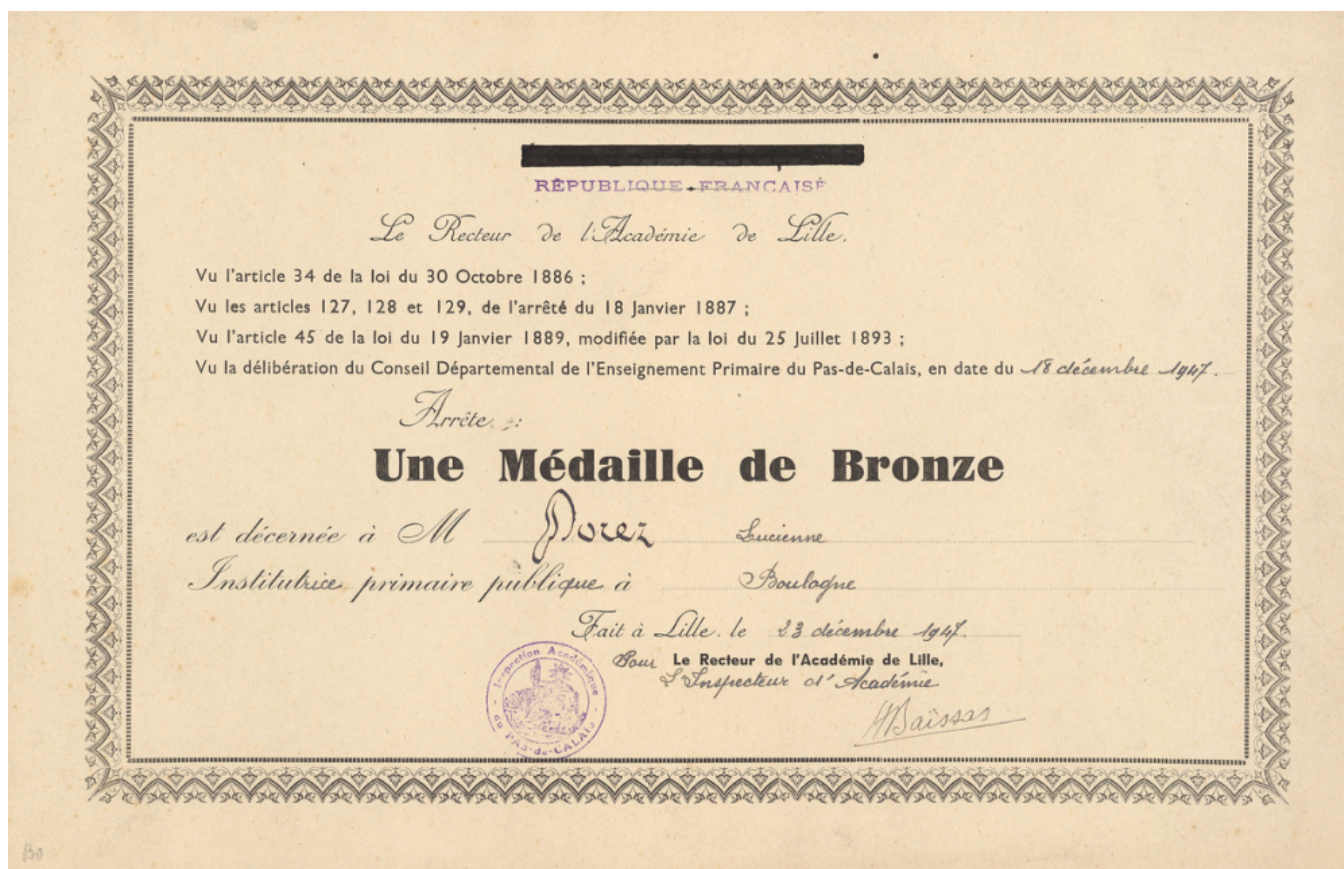 RÉPUBLIQUE FRANÇAISE
Le Recteur de l'Académie de Lille.
Vu l'article 34 de la loi du 30 Octobre 1886 ;
Vu les articles 127, 128 et 129, de l'arrêté du 18 Janvier 1887 ;
Vu l'article 45 de la loi du 19 Janvier 1889, modifiée par la loi du 25 Juillet 1893 ;
Vu la délibération du Conseil Départemental de l'Enseignement Primaire du Pas-de-Calais, en date du 18 décembre 1947.
Arrête :
Une Médaille de Bronze
est décernée à M Dorez Lucienne
Institutrice primaire publique à Boulogne
Fait à Lille. le 23 décembre 1947.
Pour Le Recteur de l'Académie de Lille,
L'Inspecteur d'Académie
HBaïssas
Inspection Académique
du PAS-de-CALAIS